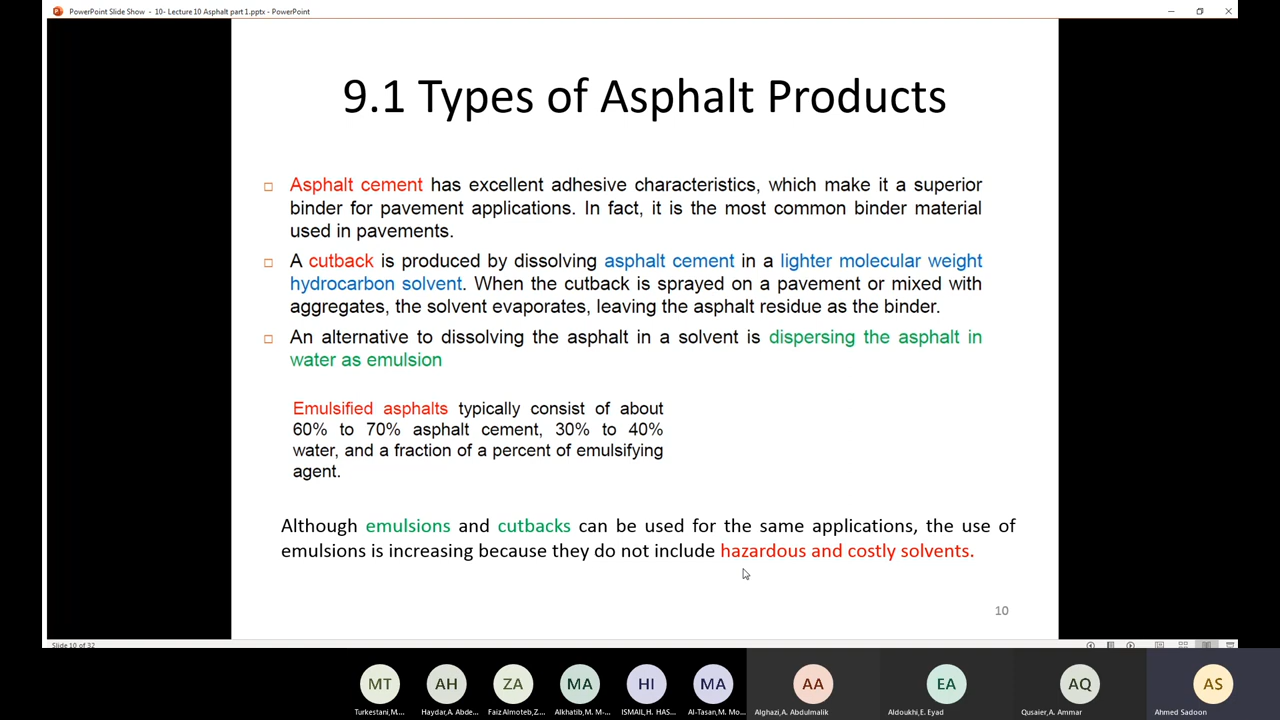 PowerPoint Slide Show - 10- Lecture 10 Asphalt part 1.pptx - PowerPoint
9.1 Types of Asphalt Products
Asphalt cement has excellent adhesive characteristics, which make it a superior
binder for pavement applications. In fact, it is the most common binder material
used in pavements.
A cutback is produced by dissolving asphalt cement in a lighter molecular weight
hydrocarbon solvent. When the cutback is sprayed on a pavement or mixed with
aggregates, the solvent evaporates, leaving the asphalt residue as the binder.
An alternative to dissolving the asphalt in a solvent is dispersing the asphalt in
water as emulsion
Emulsified asphalts typically consist of about
60% to 70% asphalt cement, 30% to 40%
water, and a fraction of a percent of emulsifying
agent.
Although emulsions and cutbacks can be used for the same applications, the use of
emulsions is increasing because they do not include hazardous and costly solvents.
10
Slide 10 of 32
MT AH ZA MA HI MA AA EA AQ AS
Turkestani,M.... Haydar,A. Abde... FaizAlmoteb,Z... Alkhatib,M. M-... ISMAIL,H. HAS... Al-Tasan,M. Mo... Alghazi,A. Abdulmalik Aldoukhi,E. Eyad Qusaier,A. Ammar Ahmed Sadoon